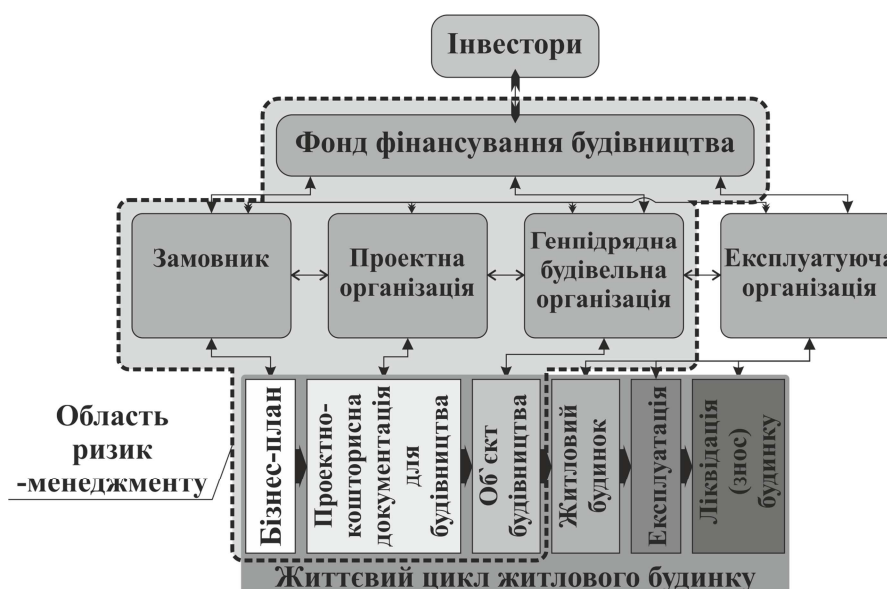 Інвестори
Фонд фінансування будівництва
Замовник
Проектна
організація
Генпідрядна
будівельна
організація
Експлуатуюча
організація
Область
ризик
-менеджменту
Бізнес-план
Проектно-
кошторисна
документація
для
будівництва
Об`єкт
будівництва
Житловий
будинок
Експлуатація
Ліквідація
(знос)
будинку
Життєвий цикл житлового будинку